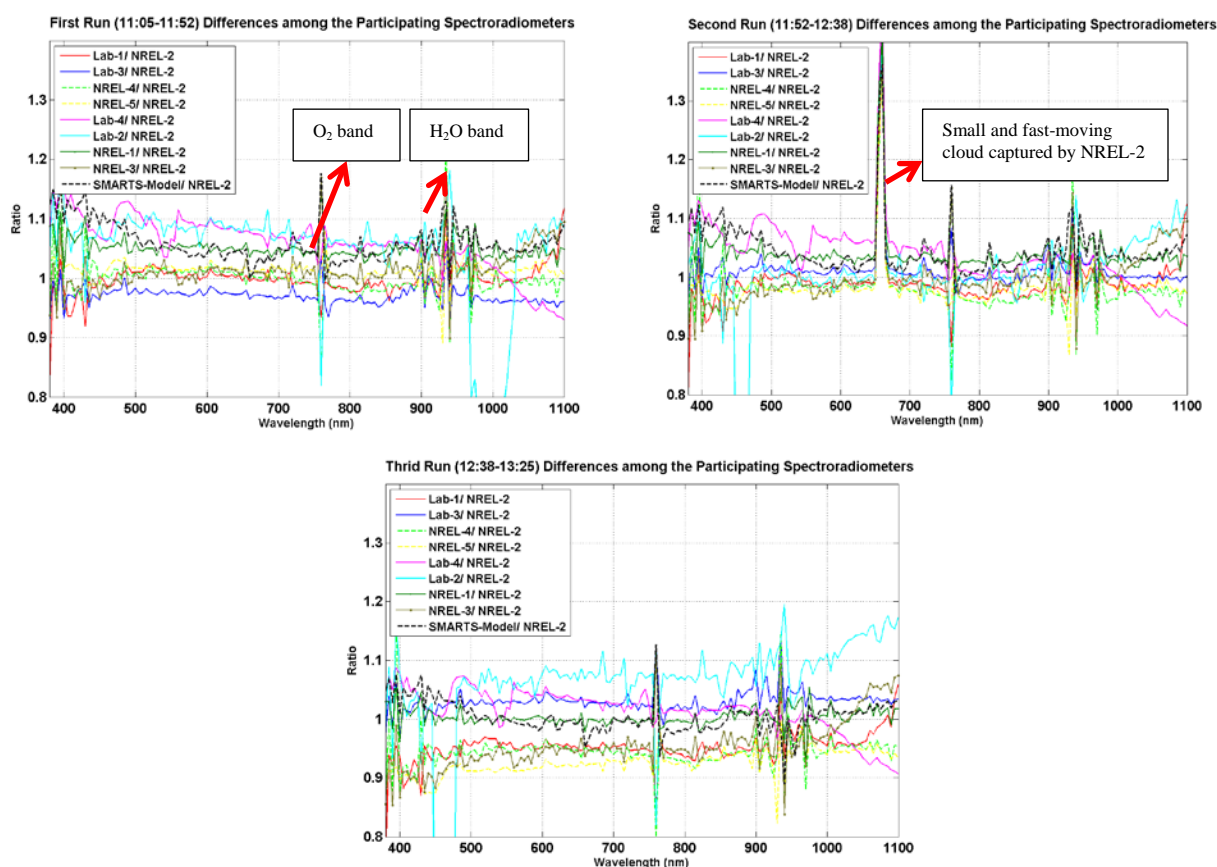 First Run (11:05-11:52) Differences among the Participating Spectroradiometers
Lab-1/ NREL-2
Lab-3/ NREL-2
NREL-4/ NREL-2
NREL-5/ NREL-2
Lab-4/ NREL-2
Lab-2/ NREL-2
NREL-1/ NREL-2
NREL-3/ NREL-2
SMARTS-Model/ NREL-2
O₂ band
H₂O band
Ratio
1.3
1.2
1.1
1
0.9
0.8
400 500 600 700 800 900 1000 1100
Wavelength (nm)
Second Run (11:52-12:38) Differences among the Participating Spectroradiometers
Lab-1/ NREL-2
Lab-3/ NREL-2
NREL-4/ NREL-2
NREL-5/ NREL-2
Lab-4/ NREL-2
Lab-2/ NREL-2
NREL-1/ NREL-2
NREL-3/ NREL-2
SMARTS-Model/ NREL-2
Small and fast-moving
cloud captured by NREL-2
Ratio
1.3
1.2
1.1
1
0.9
0.8
400 500 600 700 800 900 1000 1100
Wavelength (nm)
Thrid Run (12:38-13:25) Differences among the Participating Spectroradiometers
Lab-1/ NREL-2
Lab-3/ NREL-2
NREL-4/ NREL-2
NREL-5/ NREL-2
Lab-4/ NREL-2
Lab-2/ NREL-2
NREL-1/ NREL-2
NREL-3/ NREL-2
SMARTS-Model/ NREL-2
Ratio
1.3
1.2
1.1
1
0.9
0.8
400 500 600 700 800 900 1000 1100
Wavelength (nm)